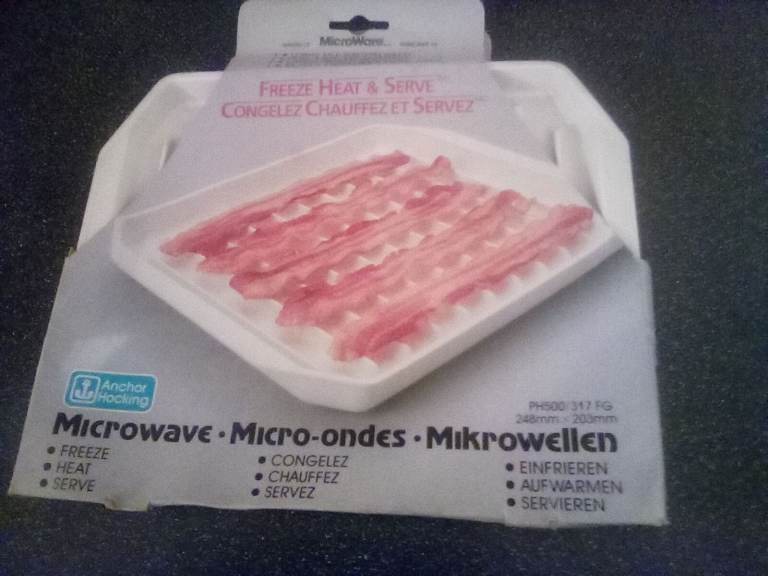 MicroWare
FREEZE HEAT & SERVE
CONGELEZ CHAUFFEZ ET SERVEZ
Anchor
Hocking
PH500/317 FG
248mm × 203mm
Microwave · Micro-ondes · Mikrowellen
• FREEZE
• HEAT
• SERVE
• CONGELEZ
• CHAUFFEZ
• SERVEZ
• EINFRIEREN
• AUFWARMEN
• SERVIEREN